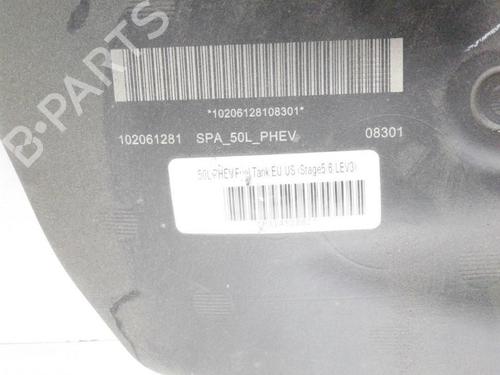 B-PARTS
*10206128108301*
102061281 SPA_50L_PHEV 08301
50L PHEV Fuel Tank EU US (Stage5 6 LEV3)